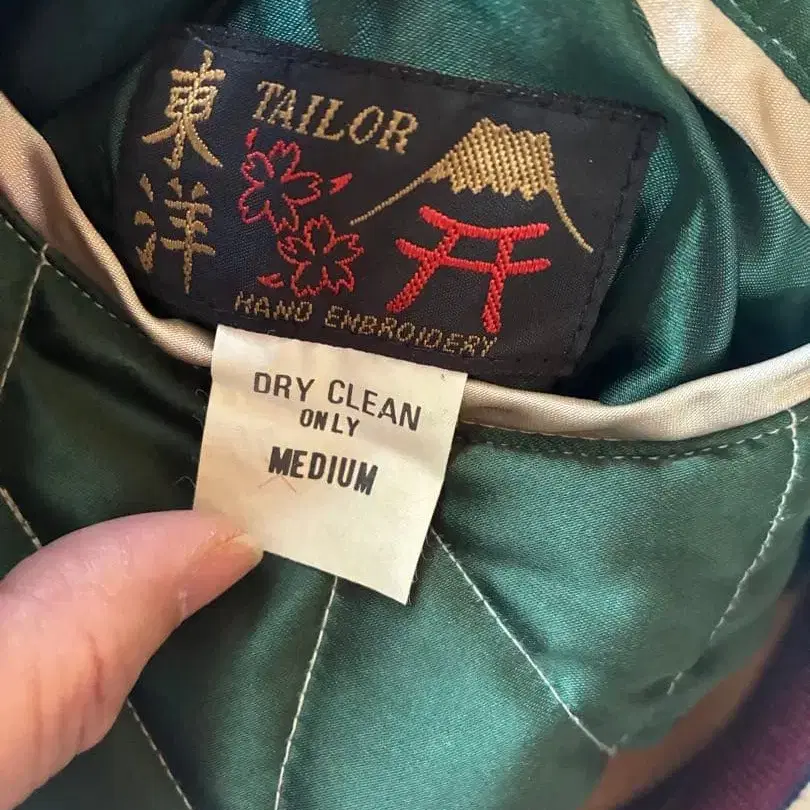 東洋
TAILOR
HAND EMBROIDERY
DRY CLEAN
ONLY
MEDIUM